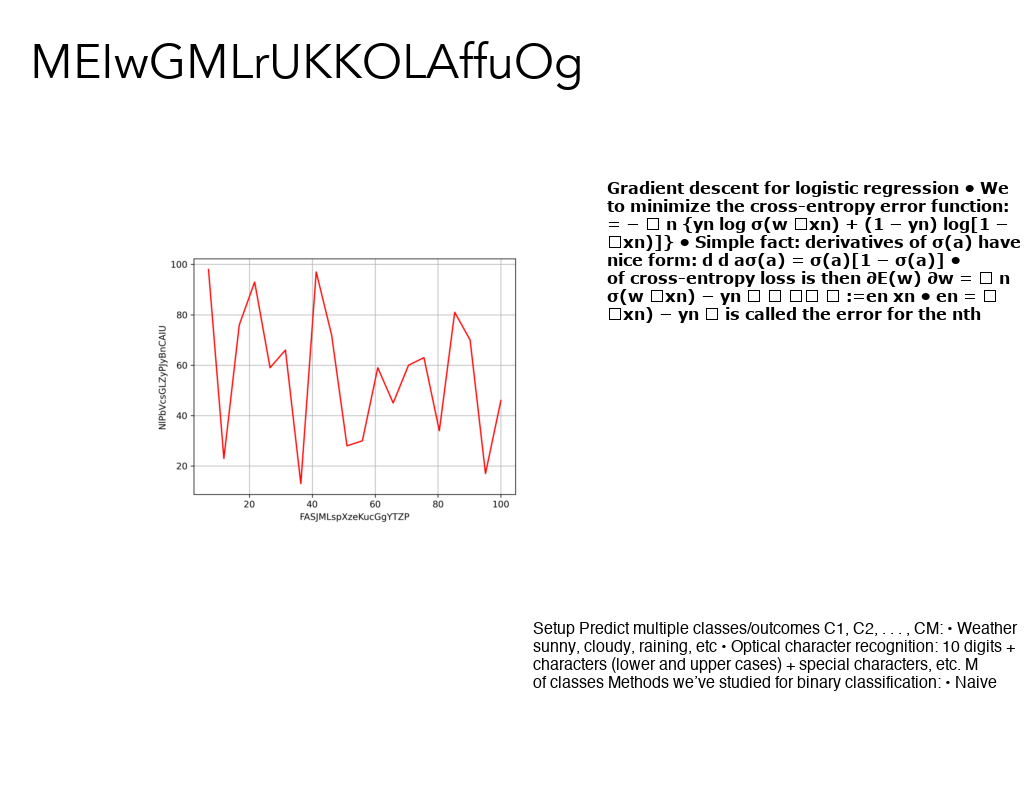 MEIwGMLrUKKOLAffuOg
Gradient descent for logistic regression • We
to minimize the cross-entropy error function:
= − □ n {yn log σ(w □xn) + (1 − yn) log[1 −
□xn)]} • Simple fact: derivatives of σ(a) have
nice form: d d aσ(a) = σ(a)[1 − σ(a)] •
of cross-entropy loss is then ∂E(w) ∂w = □ n
σ(w □xn) − yn □ □ □□ □ :=en xn • en = □
□xn) − yn □ is called the error for the nth
100
80
60
40
20
NIPbVcsGLZyPJyBnCAIU
20 40 60 80 100
FASJMLspXzeKucGgYTZP
Setup Predict multiple classes/outcomes C1, C2, . . . , CM: • Weather
sunny, cloudy, raining, etc • Optical character recognition: 10 digits +
characters (lower and upper cases) + special characters, etc. M
of classes Methods we’ve studied for binary classification: • Naive